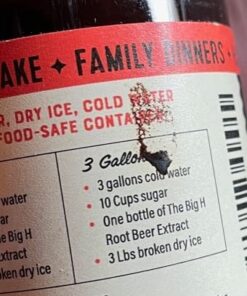 AKE ✦ FAMILY DINNERS •
R, DRY ICE, COLD WATER
FOOD-SAFE CONTAINER
3 Gallon
• 3 gallons cold water
• 10 Cups sugar
• One bottle of The Big H
Root Beer Extract
• 3 Lbs broken dry ice
water
ar
f The Big H
Extract
oken dry ice